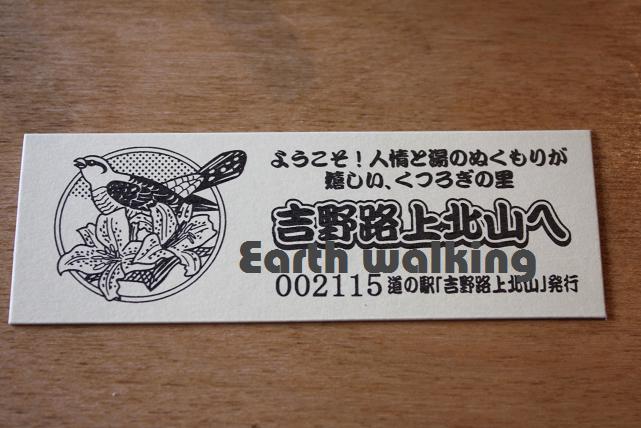 ようこそ!人情と湯のぬくもりが
嬉しい、くつろぎの里
吉野路上北山へ
Earth walking
002115 道の駅「吉野路上北山」発行